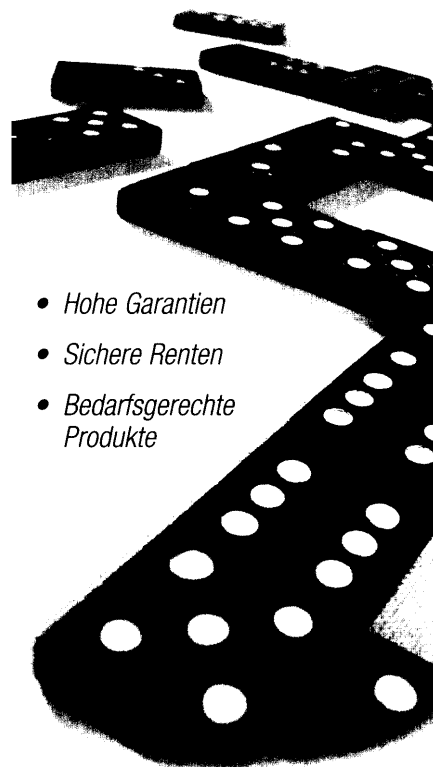 • Hohe Garantien
• Sichere Renten
• Bedarfsgerechte
Produkte